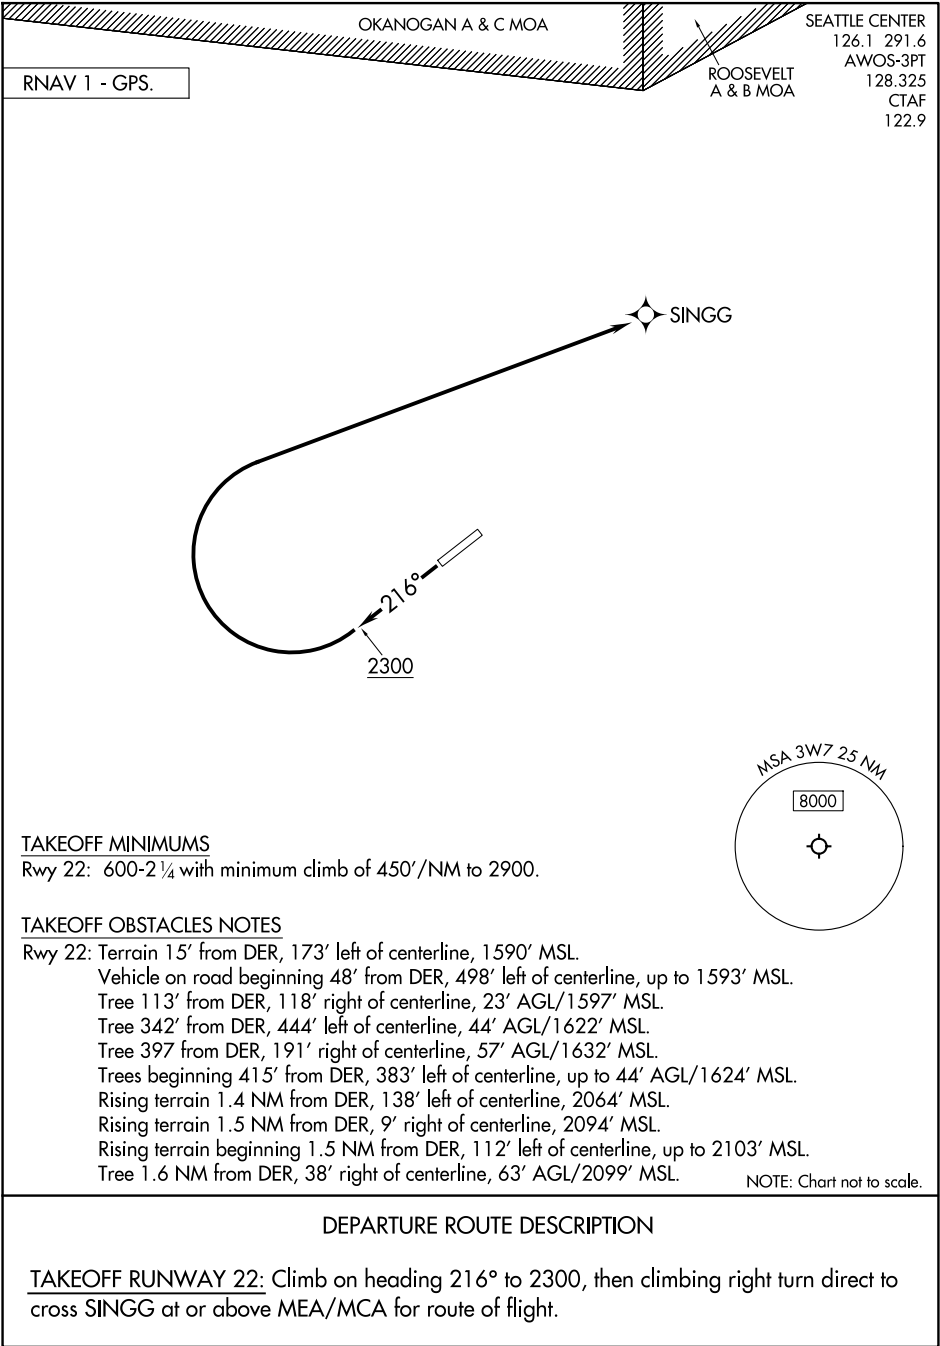 OKANOGAN A & C MOA
SEATTLE CENTER
126.1 291.6
AWOS-3PT
128.325
CTAF
122.9
RNAV 1 - GPS.
ROOSEVELT
A & B MOA
SINGG
216°
2300
MSA 3W7 25 NM
8000
TAKEOFF MINIMUMS
Rwy 22: 600-2¼ with minimum climb of 450'/NM to 2900.
TAKEOFF OBSTACLES NOTES
Rwy 22: Terrain 15' from DER, 173' left of centerline, 1590' MSL.
Vehicle on road beginning 48' from DER, 498' left of centerline, up to 1593' MSL.
Tree 113' from DER, 118' right of centerline, 23' AGL/1597' MSL.
Tree 342' from DER, 444' left of centerline, 44' AGL/1622' MSL.
Tree 397 from DER, 191' right of centerline, 57' AGL/1632' MSL.
Trees beginning 415' from DER, 383' left of centerline, up to 44' AGL/1624' MSL.
Rising terrain 1.4 NM from DER, 138' left of centerline, 2064' MSL.
Rising terrain 1.5 NM from DER, 9' right of centerline, 2094' MSL.
Rising terrain beginning 1.5 NM from DER, 112' left of centerline, up to 2103' MSL.
Tree 1.6 NM from DER, 38' right of centerline, 63' AGL/2099' MSL.
NOTE: Chart not to scale.
DEPARTURE ROUTE DESCRIPTION
TAKEOFF RUNWAY 22: Climb on heading 216° to 2300, then climbing right turn direct to
cross SINGG at or above MEA/MCA for route of flight.